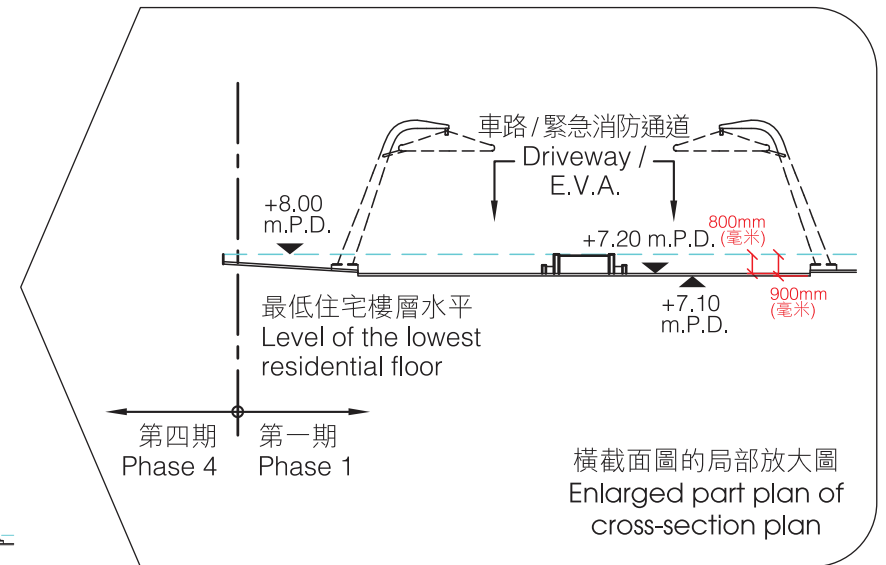 車路/緊急消防通道
Driveway /
E.V.A.
+8.00
m.P.D.
+7.20 m.P.D.
800mm
(毫米)
900mm
(毫米)
+7.10
m.P.D.
最低住宅樓層水平
Level of the lowest
residential floor
第四期
Phase 4
第一期
Phase 1
橫截面圖的局部放大圖
Enlarged part plan of
cross-section plan